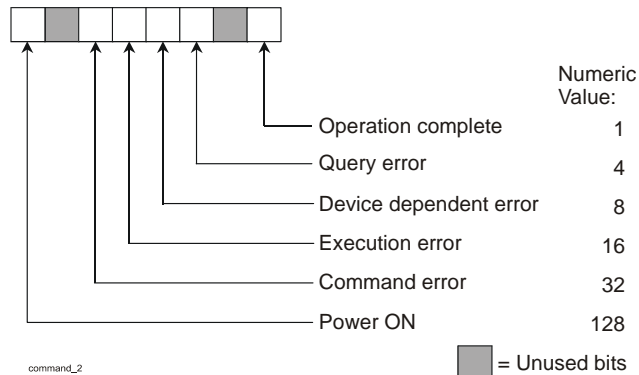 Numeric
Value:
Operation complete 1
Query error 4
Device dependent error 8
Execution error 16
Command error 32
Power ON 128
command_2
= Unused bits